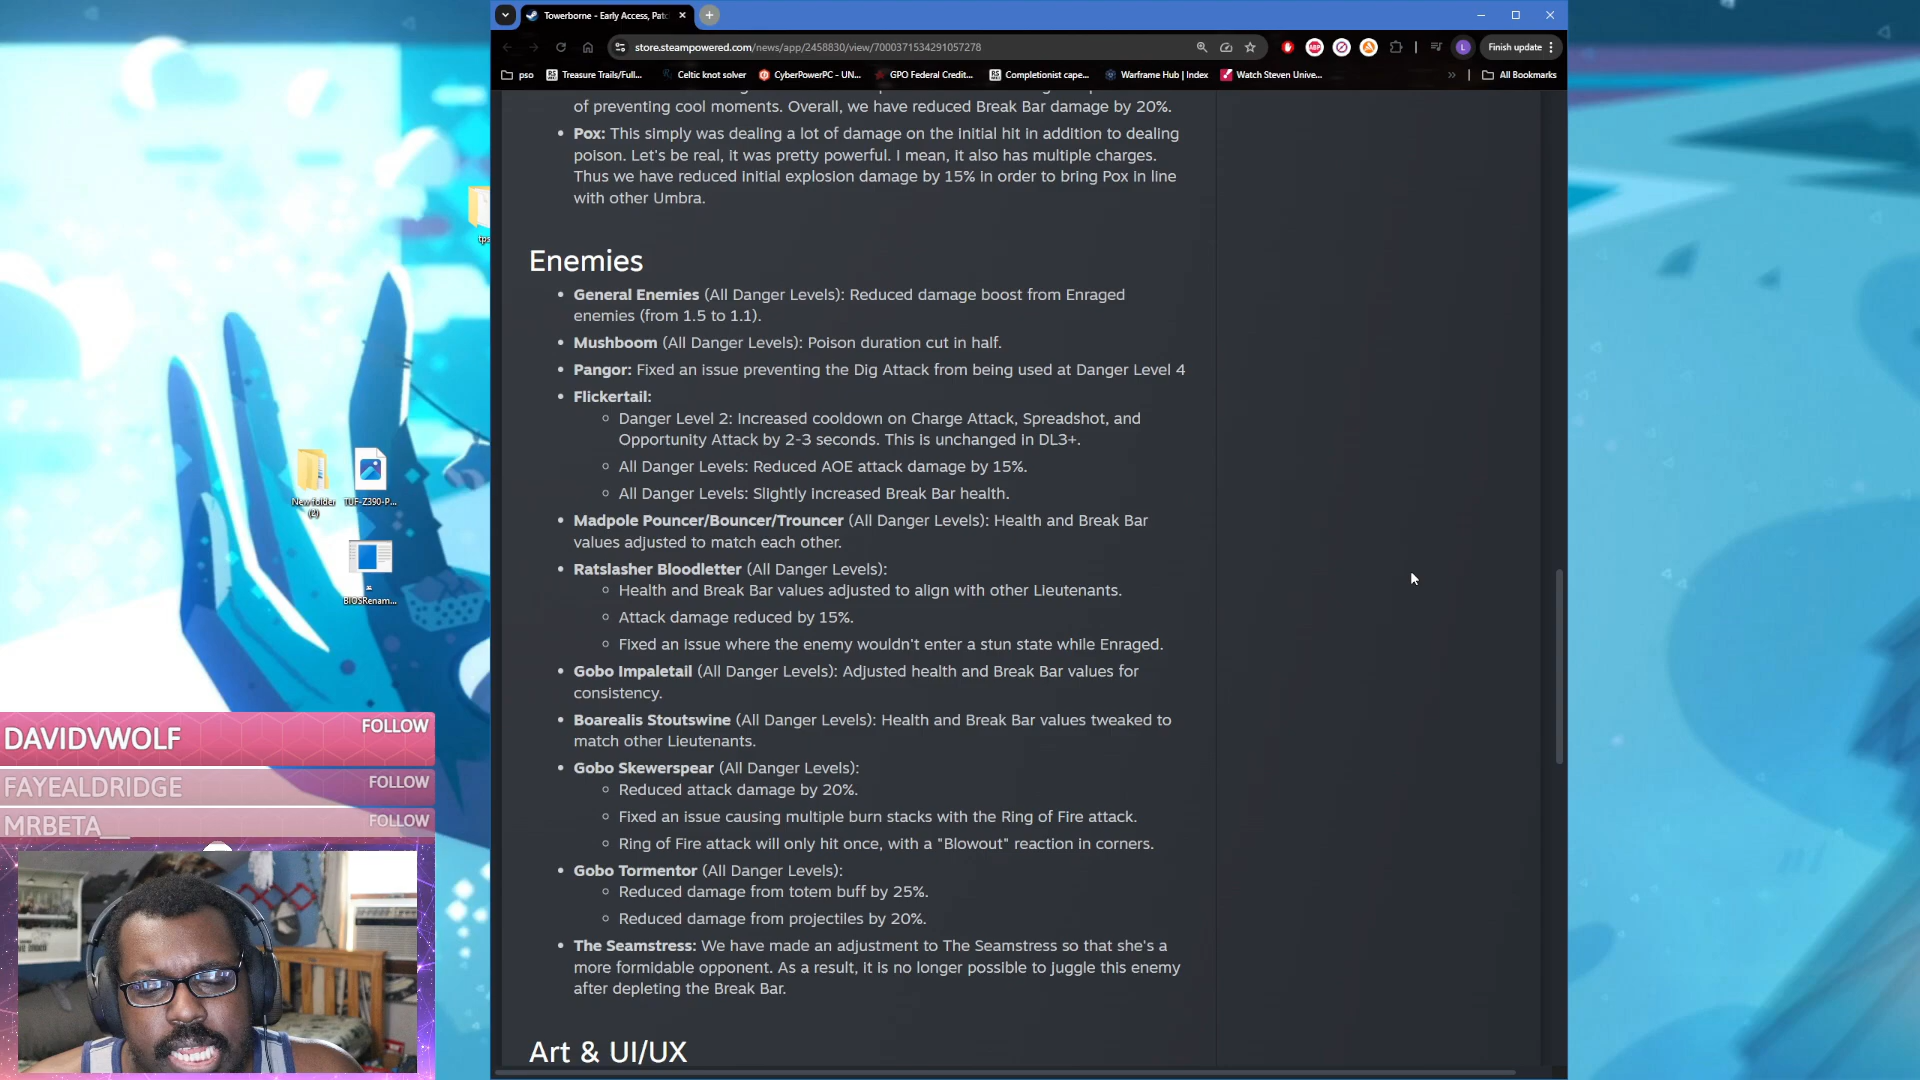 Towerborne - Early Access, Patc
store.steampowered.com/news/app/2458830/view/7000371534291057278
ABP
L
Finish update
pso
Treasure Trails/Full...
Celtic knot solver
CyberPowerPC - UN...
GPO Federal Credit...
Completionist cape...
Warframe Hub | Index
Watch Steven Unive...
»
All Bookmarks
of preventing cool moments. Overall, we have reduced Break Bar damage by 20%.
• Pox: This simply was dealing a lot of damage on the initial hit in addition to dealing
poison. Let's be real, it was pretty powerful. I mean, it also has multiple charges.
Thus we have reduced initial explosion damage by 15% in order to bring Pox in line
with other Umbra.
Enemies
• General Enemies (All Danger Levels): Reduced damage boost from Enraged
enemies (from 1.5 to 1.1).
• Mushboom (All Danger Levels): Poison duration cut in half.
• Pangor: Fixed an issue preventing the Dig Attack from being used at Danger Level 4
• Flickertail:
◦ Danger Level 2: Increased cooldown on Charge Attack, Spreadshot, and
Opportunity Attack by 2-3 seconds. This is unchanged in DL3+.
◦ All Danger Levels: Reduced AOE attack damage by 15%.
◦ All Danger Levels: Slightly increased Break Bar health.
• Madpole Pouncer/Bouncer/Trouncer (All Danger Levels): Health and Break Bar
values adjusted to match each other.
• Ratslasher Bloodletter (All Danger Levels):
◦ Health and Break Bar values adjusted to align with other Lieutenants.
◦ Attack damage reduced by 15%.
◦ Fixed an issue where the enemy wouldn't enter a stun state while Enraged.
• Gobo Impaletail (All Danger Levels): Adjusted health and Break Bar values for
consistency.
• Boarealis Stoutswine (All Danger Levels): Health and Break Bar values tweaked to
match other Lieutenants.
• Gobo Skewerspear (All Danger Levels):
◦ Reduced attack damage by 20%.
◦ Fixed an issue causing multiple burn stacks with the Ring of Fire attack.
◦ Ring of Fire attack will only hit once, with a "Blowout" reaction in corners.
• Gobo Tormentor (All Danger Levels):
◦ Reduced damage from totem buff by 25%.
◦ Reduced damage from projectiles by 20%.
• The Seamstress: We have made an adjustment to The Seamstress so that she's a
more formidable opponent. As a result, it is no longer possible to juggle this enemy
after depleting the Break Bar.
Art & UI/UX
tps
New folder
(2)
TUF-Z390-P...
BIOSRenam...
DAVIDVWOLF FOLLOW
FAYEALDRIDGE FOLLOW
MRBETA__ FOLLOW